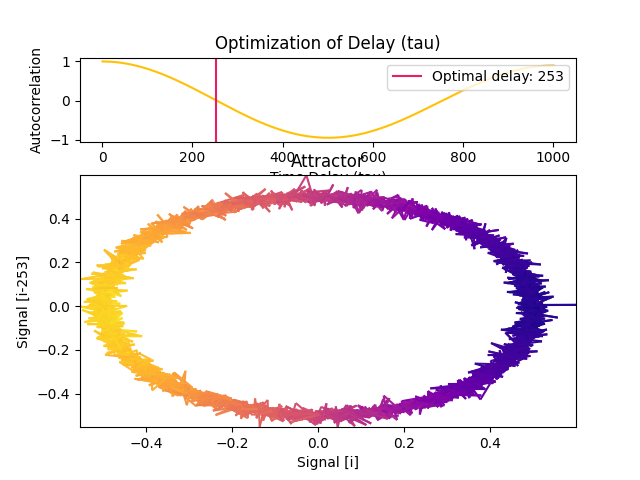 Optimization of Delay (tau)
Autocorrelation
1
0
−1
Optimal delay: 253
0 200 400 600 800 1000
Time Delay (tau)
Attractor
Signal [i-253]
0.4
0.2
0.0
−0.2
−0.4
−0.4 −0.2 0.0 0.2 0.4
Signal [i]